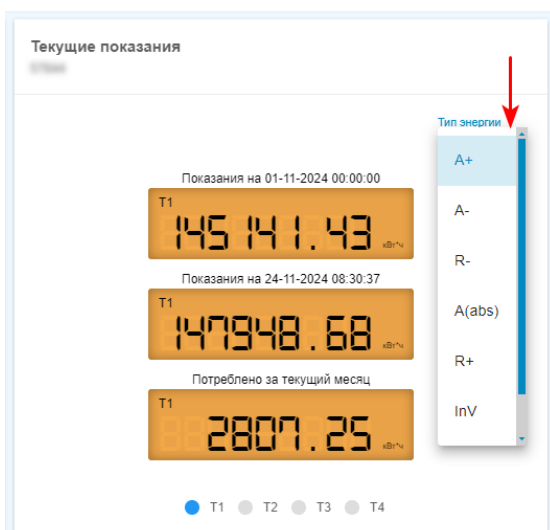 Текущие показания
Тип энергии
A+
A-
R-
A(abs)
R+
InV
Показания на 01-11-2024 00:00:00
T1
145141.43
кВт*ч
Показания на 24-11-2024 08:30:37
T1
147948.68
кВт*ч
Потреблено за текущий месяц
T1
2807.25
кВт*ч
T1 T2 T3 T4